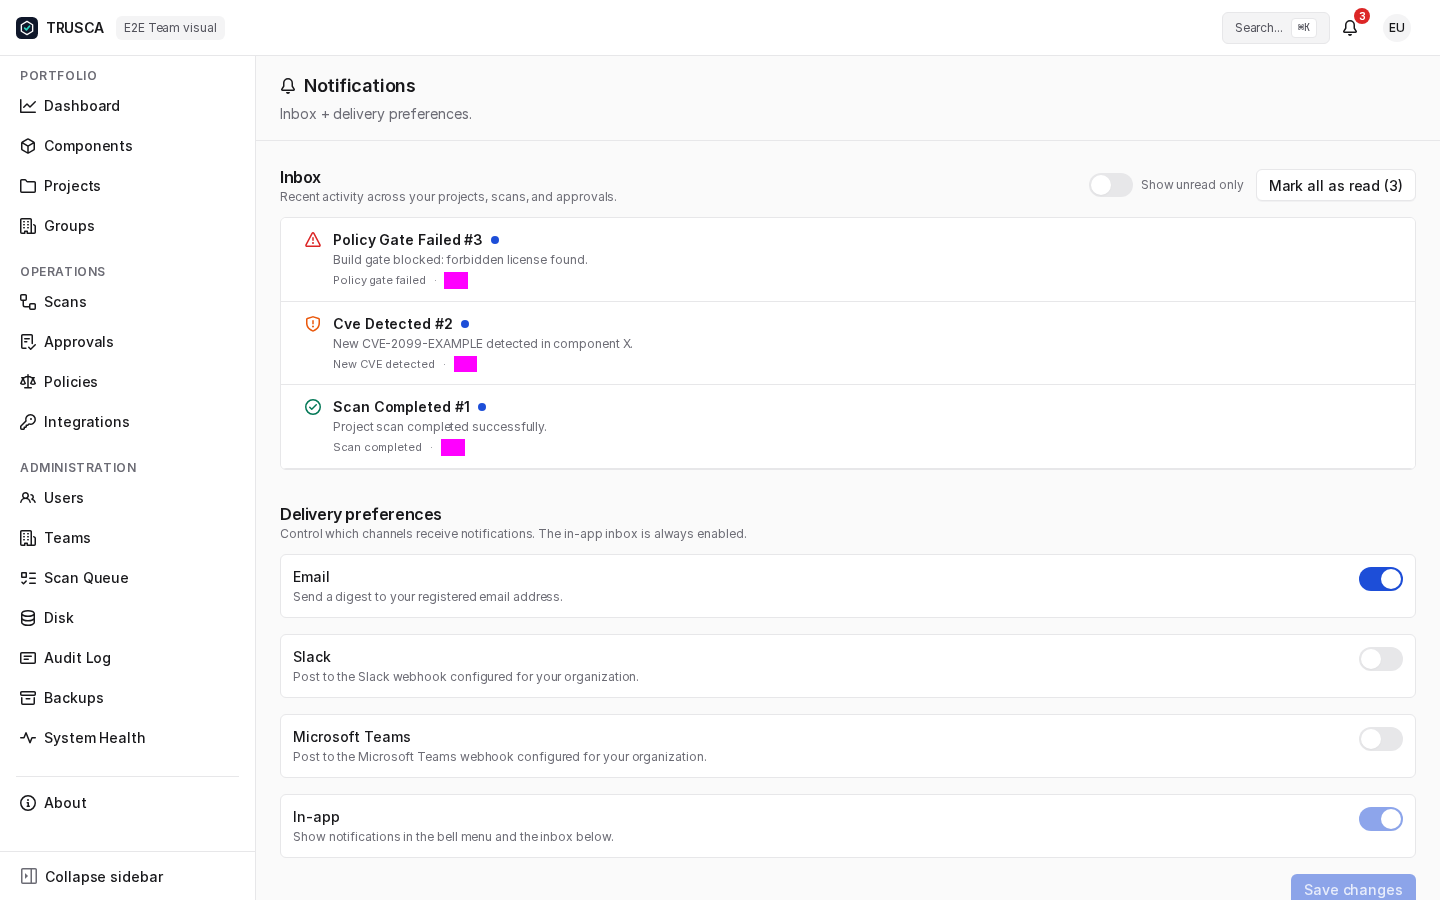 TRUSCA
E2E Team visual
Search...
⌘K
3
EU
PORTFOLIO
Dashboard
Components
Projects
Groups
OPERATIONS
Scans
Approvals
Policies
Integrations
ADMINISTRATION
Users
Teams
Scan Queue
Disk
Audit Log
Backups
System Health
About
Collapse sidebar
Notifications
Inbox + delivery preferences.
Inbox
Recent activity across your projects, scans, and approvals.
Show unread only
Mark all as read (3)
Policy Gate Failed #3
Build gate blocked: forbidden license found.
Policy gate failed ·
Cve Detected #2
New CVE-2099-EXAMPLE detected in component X.
New CVE detected ·
Scan Completed #1
Project scan completed successfully.
Scan completed ·
Delivery preferences
Control which channels receive notifications. The in-app inbox is always enabled.
Email
Send a digest to your registered email address.
Slack
Post to the Slack webhook configured for your organization.
Microsoft Teams
Post to the Microsoft Teams webhook configured for your organization.
In-app
Show notifications in the bell menu and the inbox below.
Save changes